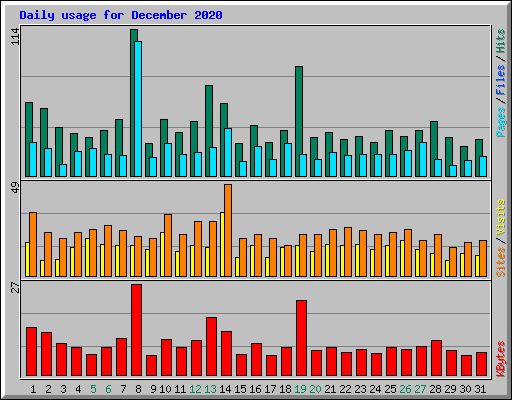 Daily usage for December 2020
114
Pages / Files / Hits
49
Sites / Visits
27
KBytes
1 2 3 4 5 6 7 8 9 10 11 12 13 14 15 16 17 18 19 20 21 22 23 24 25 26 27 28 29 30 31